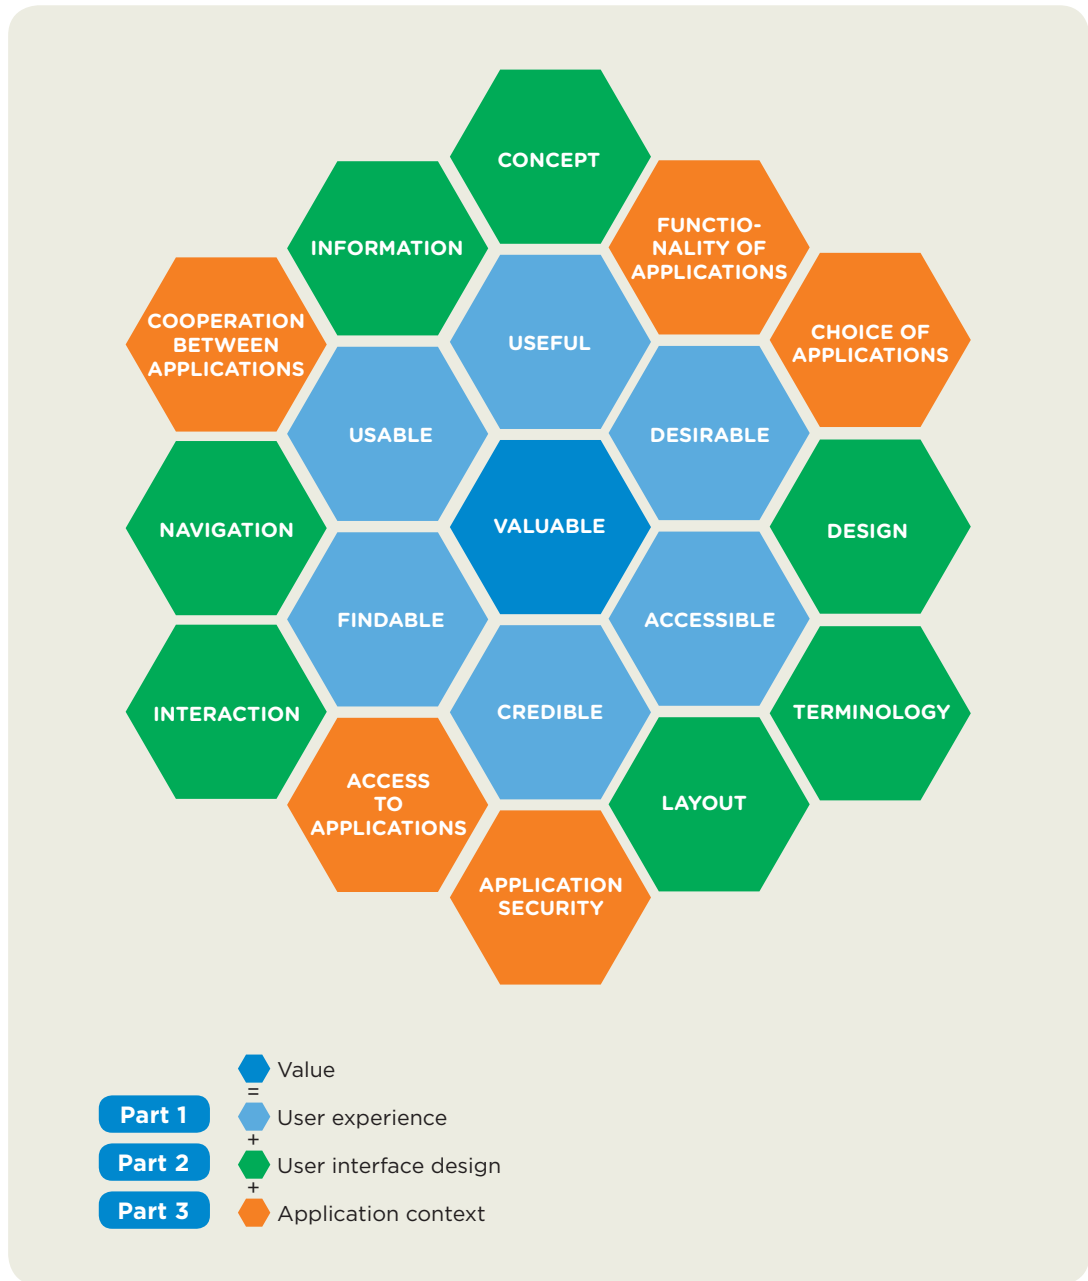 CONCEPT
INFORMATION
FUNCTIO-
NALITY OF
APPLICATIONS
COOPERATION
BETWEEN
APPLICATIONS
USEFUL
CHOICE OF
APPLICATIONS
USABLE
DESIRABLE
NAVIGATION
VALUABLE
DESIGN
FINDABLE
ACCESSIBLE
INTERACTION
CREDIBLE
TERMINOLOGY
ACCESS
TO
APPLICATIONS
LAYOUT
APPLICATION
SECURITY
Value
=
Part 1 User experience
+
Part 2 User interface design
+
Part 3 Application context